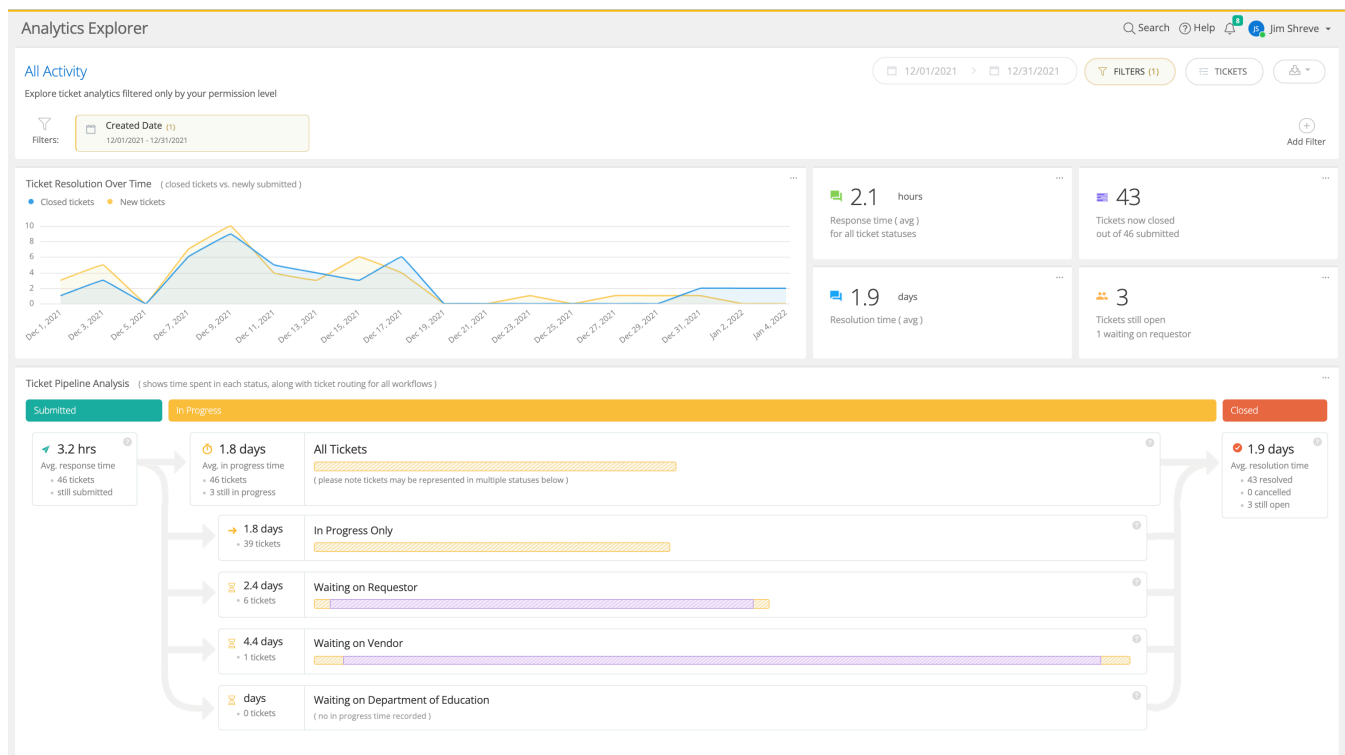 Analytics Explorer
Search Help 8 JS Jim Shreve
All Activity
12/01/2021 > 12/31/2021 FILTERS (1) TICKETS
Explore ticket analytics filtered only by your permission level
Filters:
Created Date (1)
12/01/2021 - 12/31/2021
Add Filter
Ticket Resolution Over Time ( closed tickets vs. newly submitted )
Closed tickets New tickets
10
8
6
4
2
0
Dec 1, 2021
Dec 3, 2021
Dec 5, 2021
Dec 7, 2021
Dec 9, 2021
Dec 11, 2021
Dec 13, 2021
Dec 15, 2021
Dec 17, 2021
Dec 19, 2021
Dec 21, 2021
Dec 23, 2021
Dec 25, 2021
Dec 27, 2021
Dec 29, 2021
Dec 31, 2021
Jan 2, 2022
Jan 4, 2022
2.1 hours
Response time ( avg )
for all ticket statuses
43
Tickets now closed
out of 46 submitted
1.9 days
Resolution time ( avg )
3
Tickets still open
1 waiting on requestor
Ticket Pipeline Analysis ( shows time spent in each status, along with ticket routing for all workflows )
Submitted
In Progress
Closed
3.2 hrs
Avg. response time
46 tickets
still submitted
1.8 days
Avg. in progress time
46 tickets
3 still in progress
All Tickets
( please note tickets may be represented in multiple statuses below )
1.9 days
Avg. resolution time
43 resolved
0 cancelled
3 still open
1.8 days
39 tickets
In Progress Only
2.4 days
6 tickets
Waiting on Requestor
4.4 days
1 tickets
Waiting on Vendor
days
0 tickets
Waiting on Department of Education
( no in progress time recorded )